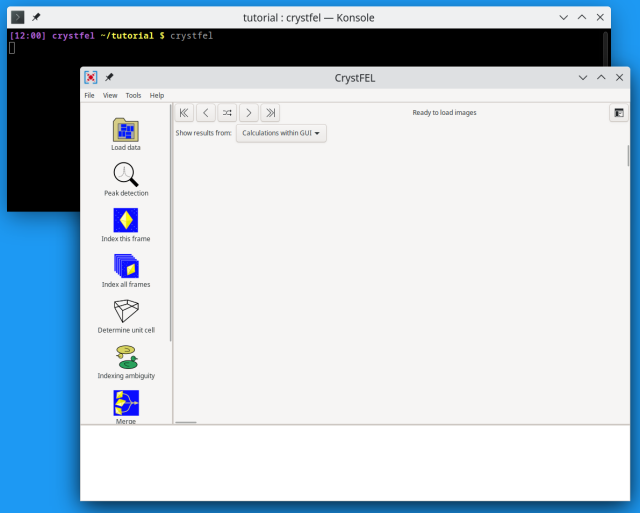 tutorial : crystfel — Konsole
[12:00] crystfel ~/tutorial $ crystfel
CrystFEL
File View Tools Help
Ready to load images
Show results from: Calculations within GUI
Load data
Peak detection
Index this frame
Index all frames
Determine unit cell
Indexing ambiguity
Merge